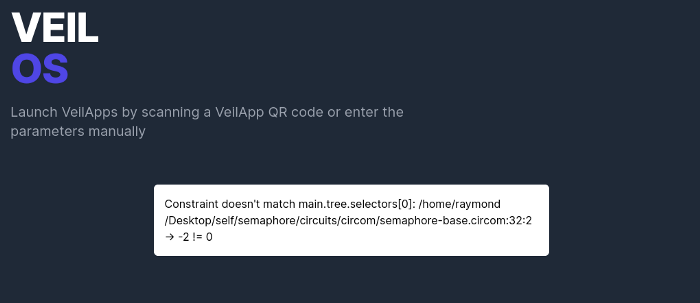 VEIL
OS
Launch VeilApps by scanning a VeilApp QR code or enter the
parameters manually
Constraint doesn't match main.tree.selectors[0]: /home/raymond
/Desktop/self/semaphore/circuits/circom/semaphore-base.circom:32:2
-> -2 != 0